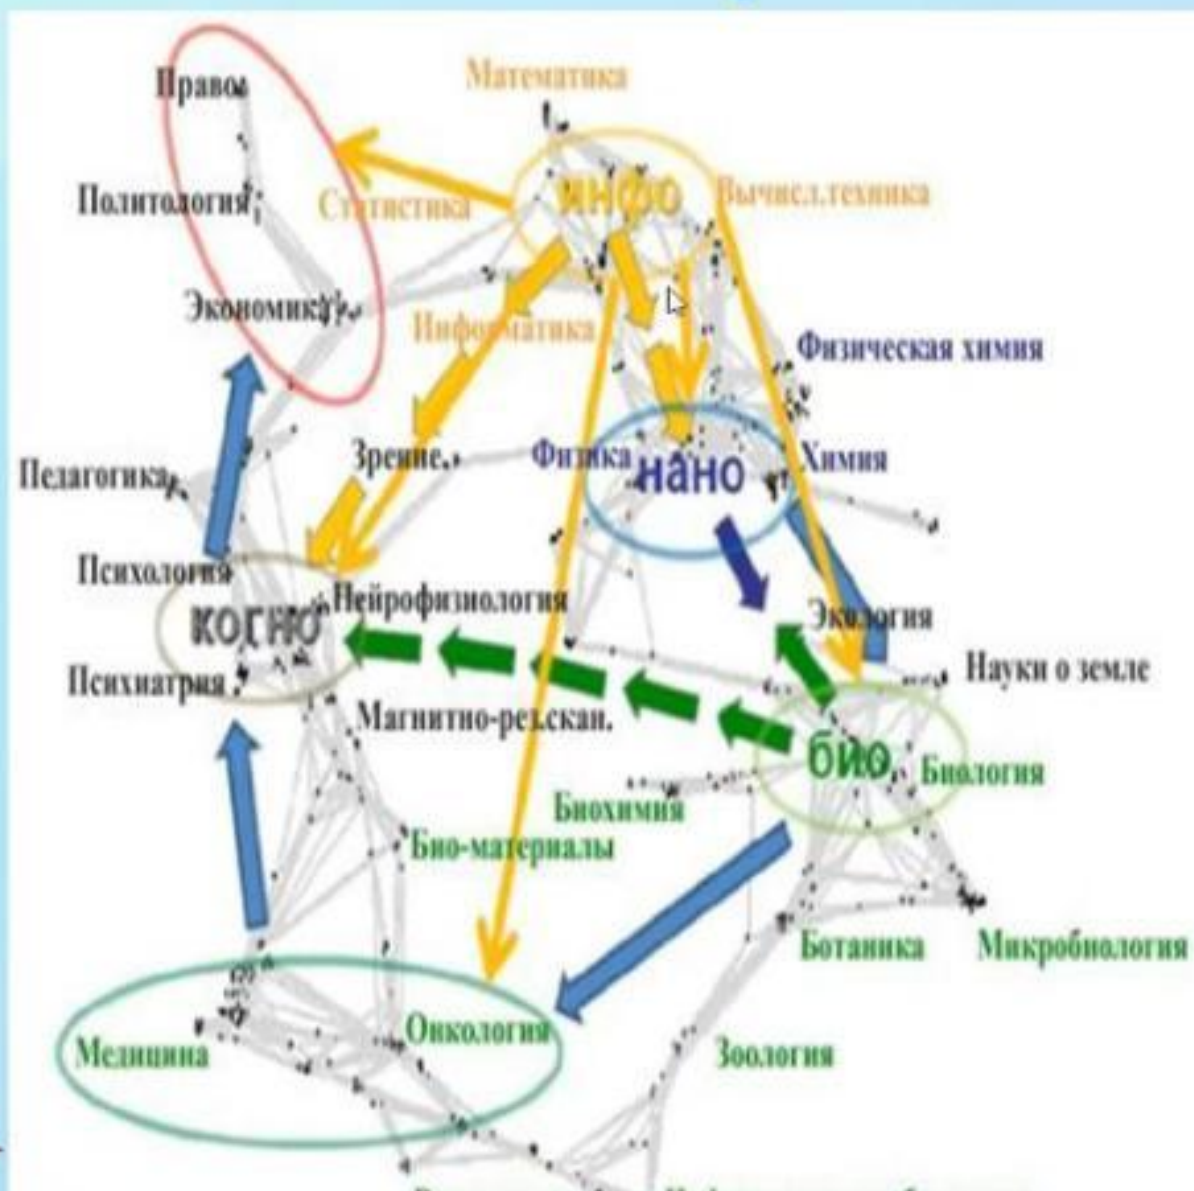 Математика
Право
инфо
Вычисл.техника
Политология
Статистика
Экономика
Информатика
Физическая химия
Зрение
Физика
нано
Химия
Педагогика
Психология
Нейрофизиология
когно
Экология
Науки о земле
Психиатрия
Магнитно-рез.скан.
био
Биология
Биохимия
Био-материалы
Ботаника
Микробиология
Онкология
Медицина
Зоология